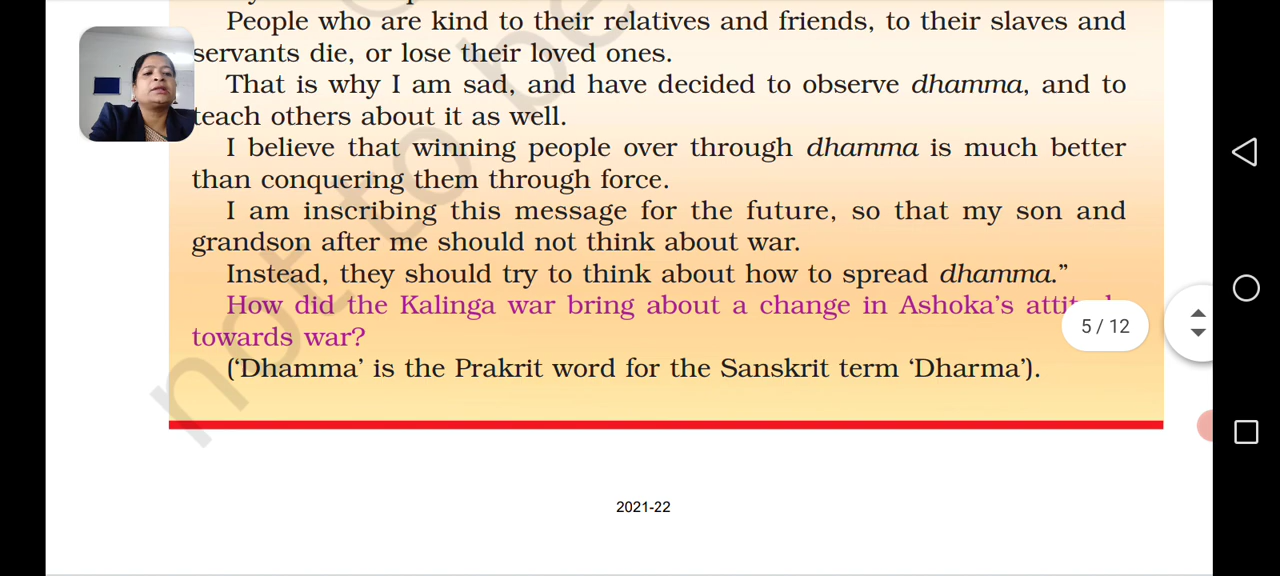 People who are kind to their relatives and friends, to their slaves and
servants die, or lose their loved ones.
That is why I am sad, and have decided to observe dhamma, and to
teach others about it as well.
I believe that winning people over through dhamma is much better
than conquering them through force.
I am inscribing this message for the future, so that my son and
grandson after me should not think about war.
Instead, they should try to think about how to spread dhamma.”
How did the Kalinga war bring about a change in Ashoka’s
towards war?
5 / 12
(‘Dhamma’ is the Prakrit word for the Sanskrit term ‘Dharma’).
not to be
2021-22